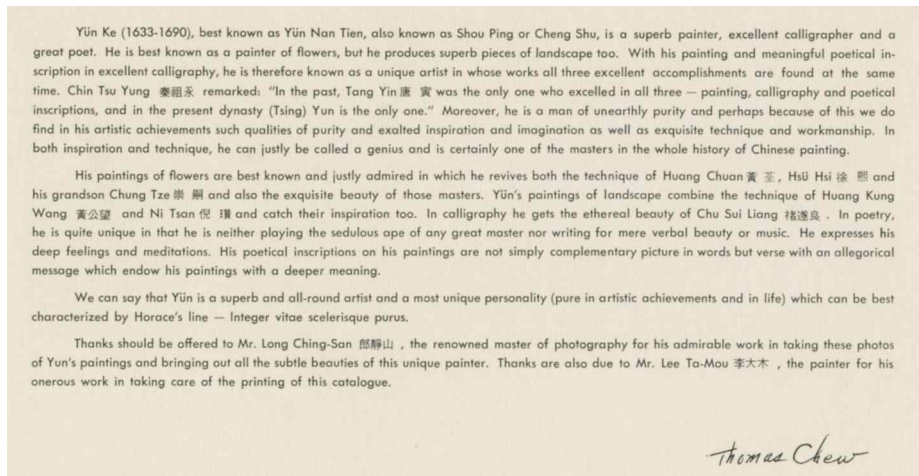 Yün Ke (1633-1690), best known as Yün Nan Tien, also known as Shou Ping or Cheng Shu, is a superb painter, excellent calligrapher and a
great poet. He is best known as a painter of flowers, but he produces superb pieces of landscape too. With his painting and meaningful poetical in-
scription in excellent calligraphy, he is therefore known as a unique artist in whose works all three excellent accomplishments are found at the same
time. Chin Tsu Yung 秦祖永 remarked: "In the past, Tang Yin 唐 寅 was the only one who excelled in all three — painting, calligraphy and poetical
inscriptions, and in the present dynasty (Tsing) Yun is the only one." Moreover, he is a man of unearthly purity and perhaps because of this we do
find in his artistic achievements such qualities of purity and exalted inspiration and imagination as well as exquisite technique and workmanship. In
both inspiration and technique, he can justly be called a genius and is certainly one of the masters in the whole history of Chinese painting.
His paintings of flowers are best known and justly admired in which he revives both the technique of Huang Chuan 黃 荃, Hsü Hsi 徐 熙 and
his grandson Chung Tze 崇 嗣 and also the exquisite beauty of those masters. Yün's paintings of landscape combine the technique of Huang Kung
Wang 黃公望 and Ni Tsan 倪 瓚 and catch their inspiration too. In calligraphy he gets the ethereal beauty of Chu Sui Liang 褚遂良 . In poetry,
he is quite unique in that he is neither playing the sedulous ape of any great master nor writing for mere verbal beauty or music. He expresses his
deep feelings and meditations. His poetical inscriptions on his paintings are not simply complementary picture in words but verse with an allegorical
message which endow his paintings with a deeper meaning.
We can say that Yün is a superb and all-round artist and a most unique personality (pure in artistic achievements and in life) which can be best
characterized by Horace's line — Integer vitae scelerisque purus.
Thanks should be offered to Mr. Long Ching-San 郎靜山 , the renowned master of photography for his admirable work in taking these photos
of Yun's paintings and bringing out all the subtle beauties of this unique painter. Thanks are also due to Mr. Lee Ta-Mou 李大木 , the painter for his
onerous work in taking care of the printing of this catalogue.
Thomas Chew